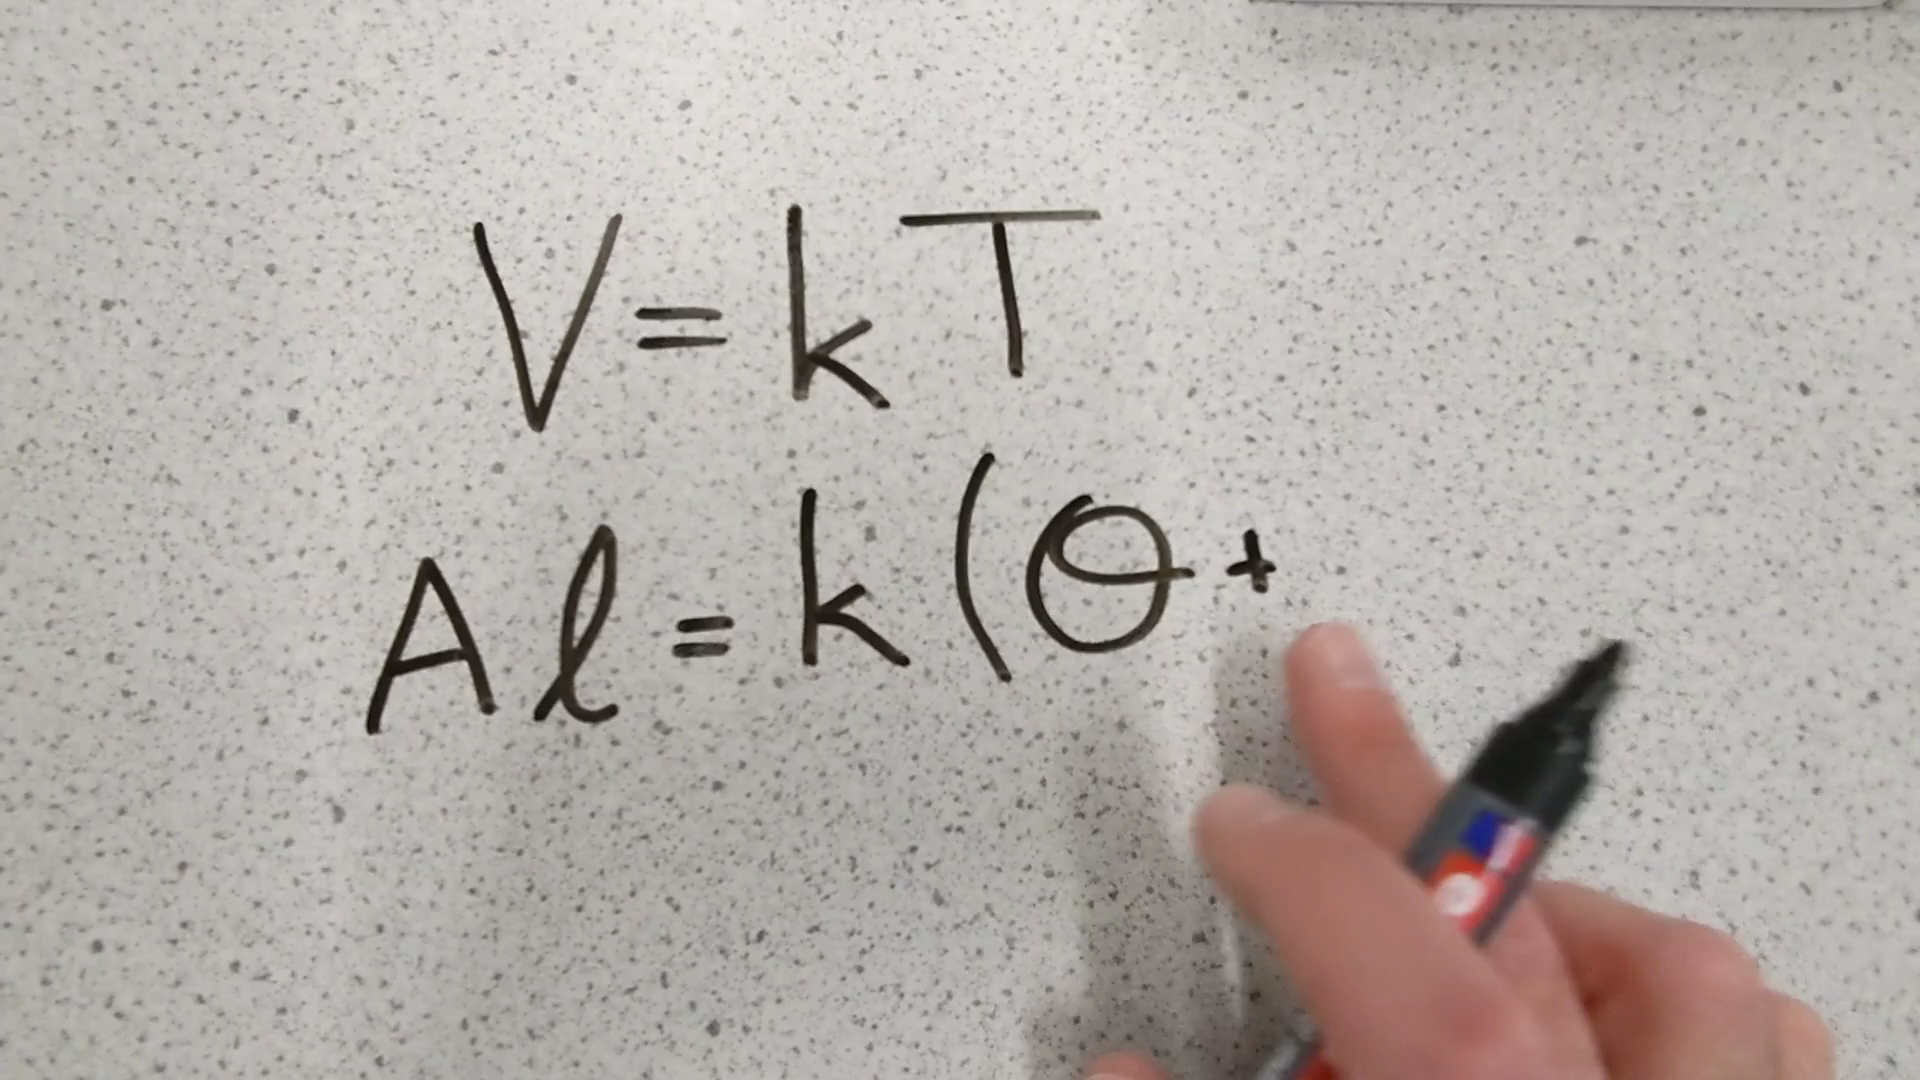 V = kT
Al = k(θ +